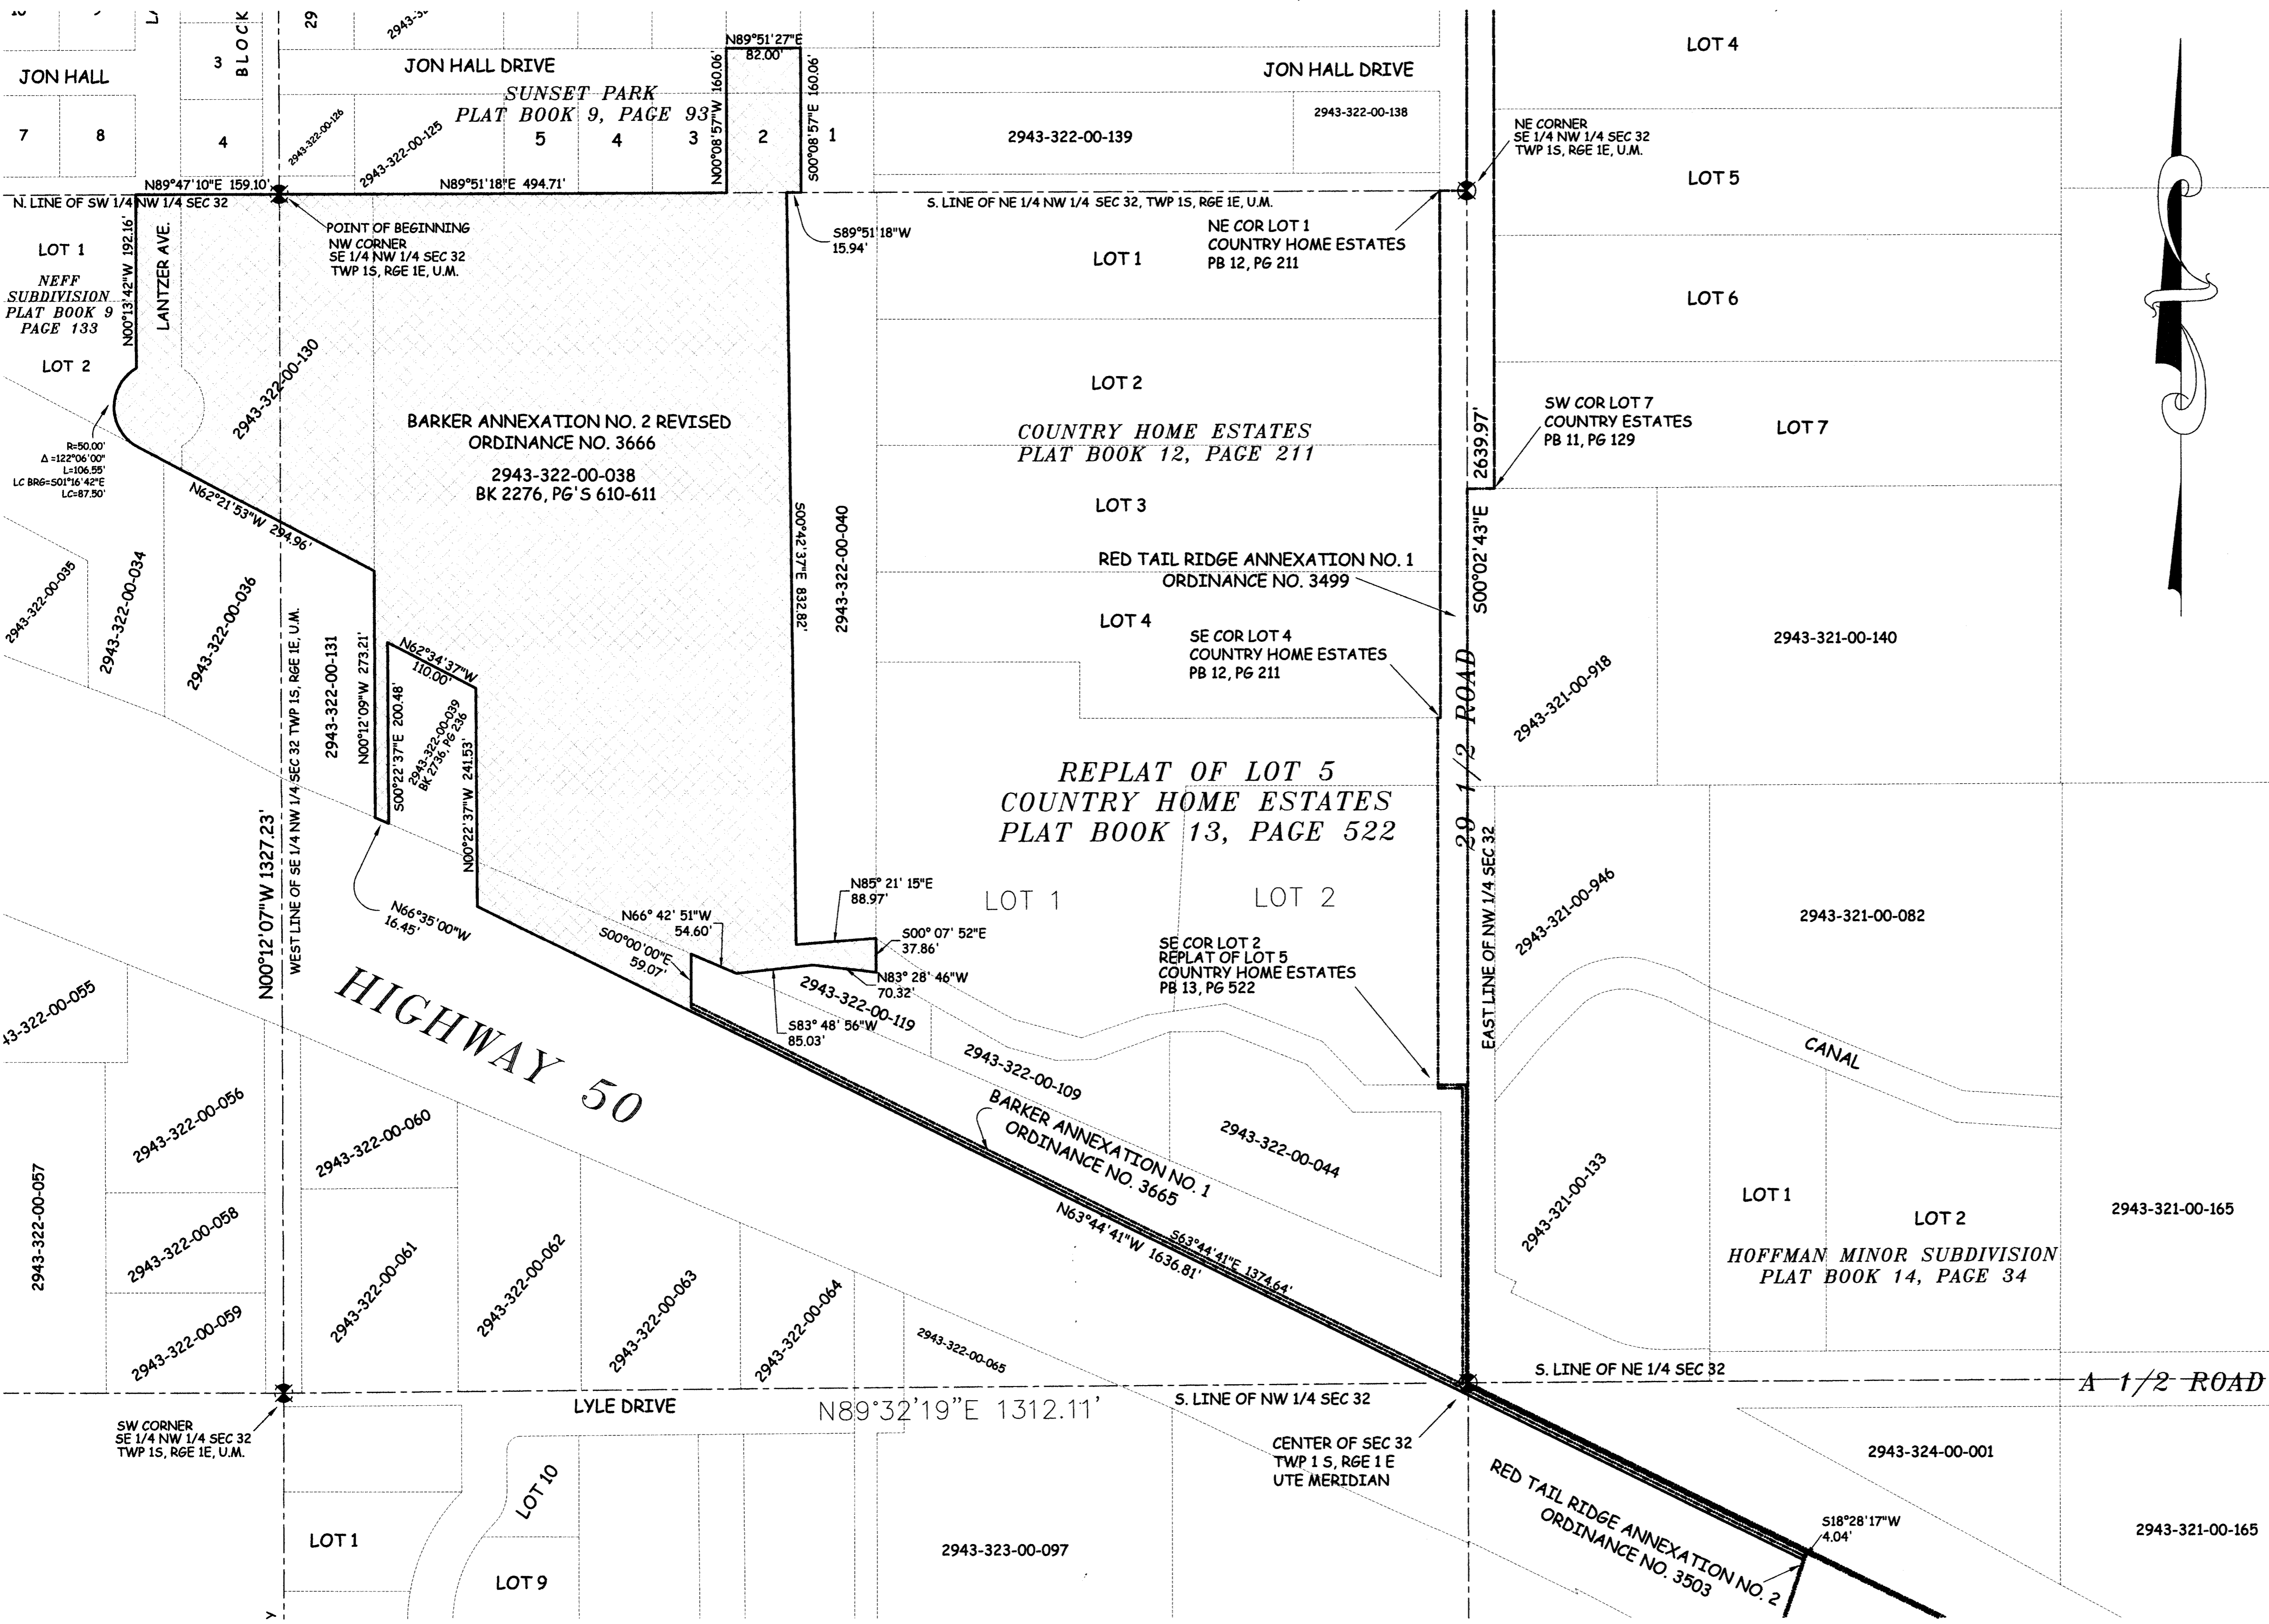 29
2943-3
BLOCK
3
JON HALL
JON HALL DRIVE
SUNSET PARK
PLAT BOOK 9, PAGE 93
7
8
4
2943-322-00-126
2943-322-00-125
5
4
3
2
1
N89°51'27"E
82.00'
N00°08'57"W 160.06'
S00°08'57"E 160.06'
JON HALL DRIVE
2943-322-00-139
2943-322-00-138
LOT 4
NE CORNER
SE 1/4 NW 1/4 SEC 32
TWP 1S, RGE 1E, U.M.
LOT 5
LOT 6
LOT 7
N89°47'10"E 159.10'
N89°51'18"E 494.71'
N. LINE OF SW 1/4 NW 1/4 SEC 32
S. LINE OF NE 1/4 NW 1/4 SEC 32, TWP 1S, RGE 1E, U.M.
LOT 1
NEFF
SUBDIVISION
PLAT BOOK 9
PAGE 133
LOT 2
N00°13'42"W 192.16'
LANTZER AVE.
POINT OF BEGINNING
NW CORNER
SE 1/4 NW 1/4 SEC 32
TWP 1S, RGE 1E, U.M.
S89°51'18"W
15.94'
LOT 1
NE COR LOT 1
COUNTRY HOME ESTATES
PB 12, PG 211
2943-322-00-130
R=50.00'
Δ=122°06'00"
L=106.55'
LC BRG=S01°16'42"E
LC=87.50'
N62°21'53"W 294.96'
BARKER ANNEXATION NO. 2 REVISED
ORDINANCE NO. 3666
2943-322-00-038
BK 2276, PG'S 610-611
S00°42'37"E 832.82'
2943-322-00-040
LOT 2
COUNTRY HOME ESTATES
PLAT BOOK 12, PAGE 211
LOT 3
2639.97'
S00°02'43"E
SW COR LOT 7
COUNTRY ESTATES
PB 11, PG 129
RED TAIL RIDGE ANNEXATION NO. 1
ORDINANCE NO. 3499
LOT 4
SE COR LOT 4
COUNTRY HOME ESTATES
PB 12, PG 211
29 1/2 ROAD
2943-321-00-918
2943-321-00-140
2943-322-00-035
2943-322-00-034
2943-322-00-036
WEST LINE OF SE 1/4 NW 1/4 SEC 32 TWP 1S, RGE 1E, U.M.
N00°12'07"W 1327.23'
2943-322-00-131
N00°12'09"W 273.21'
N62°34'37"W
110.00'
S00°22'37"E 200.48'
2943-322-00-039
BK 2736, PG 236
N00°22'37"W 241.53'
N66°35'00"W
16.45'
REPLAT OF LOT 5
COUNTRY HOME ESTATES
PLAT BOOK 13, PAGE 522
LOT 1
LOT 2
N85° 21' 15"E
88.97'
N66° 42' 51"W
54.60'
S00°00'00"E
59.07'
S00° 07' 52"E
37.86'
N83° 28' 46"W
70.32'
S83° 48' 56"W
85.03'
SE COR LOT 2
REPLAT OF LOT 5
COUNTRY HOME ESTATES
PB 13, PG 522
EAST LINE OF NW 1/4 SEC 32
2943-321-00-946
2943-321-00-082
CANAL
HIGHWAY 50
2943-322-00-119
2943-322-00-109
2943-322-00-044
BARKER ANNEXATION NO. 1
ORDINANCE NO. 3665
N63°44'41"W 1636.81'
S63°44'41"E 1374.64'
43-322-00-055
2943-322-00-056
2943-322-00-057
2943-322-00-058
2943-322-00-059
2943-322-00-060
2943-322-00-061
2943-322-00-062
2943-322-00-063
2943-322-00-064
2943-322-00-065
2943-321-00-133
LOT 1
LOT 2
HOFFMAN MINOR SUBDIVISION
PLAT BOOK 14, PAGE 34
2943-321-00-165
S. LINE OF NE 1/4 SEC 32
A 1/2 ROAD
SW CORNER
SE 1/4 NW 1/4 SEC 32
TWP 1S, RGE 1E, U.M.
LYLE DRIVE
N89°32'19"E 1312.11'
S. LINE OF NW 1/4 SEC 32
CENTER OF SEC 32
TWP 1 S, RGE 1 E
UTE MERIDIAN
2943-324-00-001
RED TAIL RIDGE ANNEXATION NO. 2
ORDINANCE NO. 3503
S18°28'17"W
4.04'
2943-321-00-165
LOT 10
LOT 1
LOT 9
2943-323-00-097